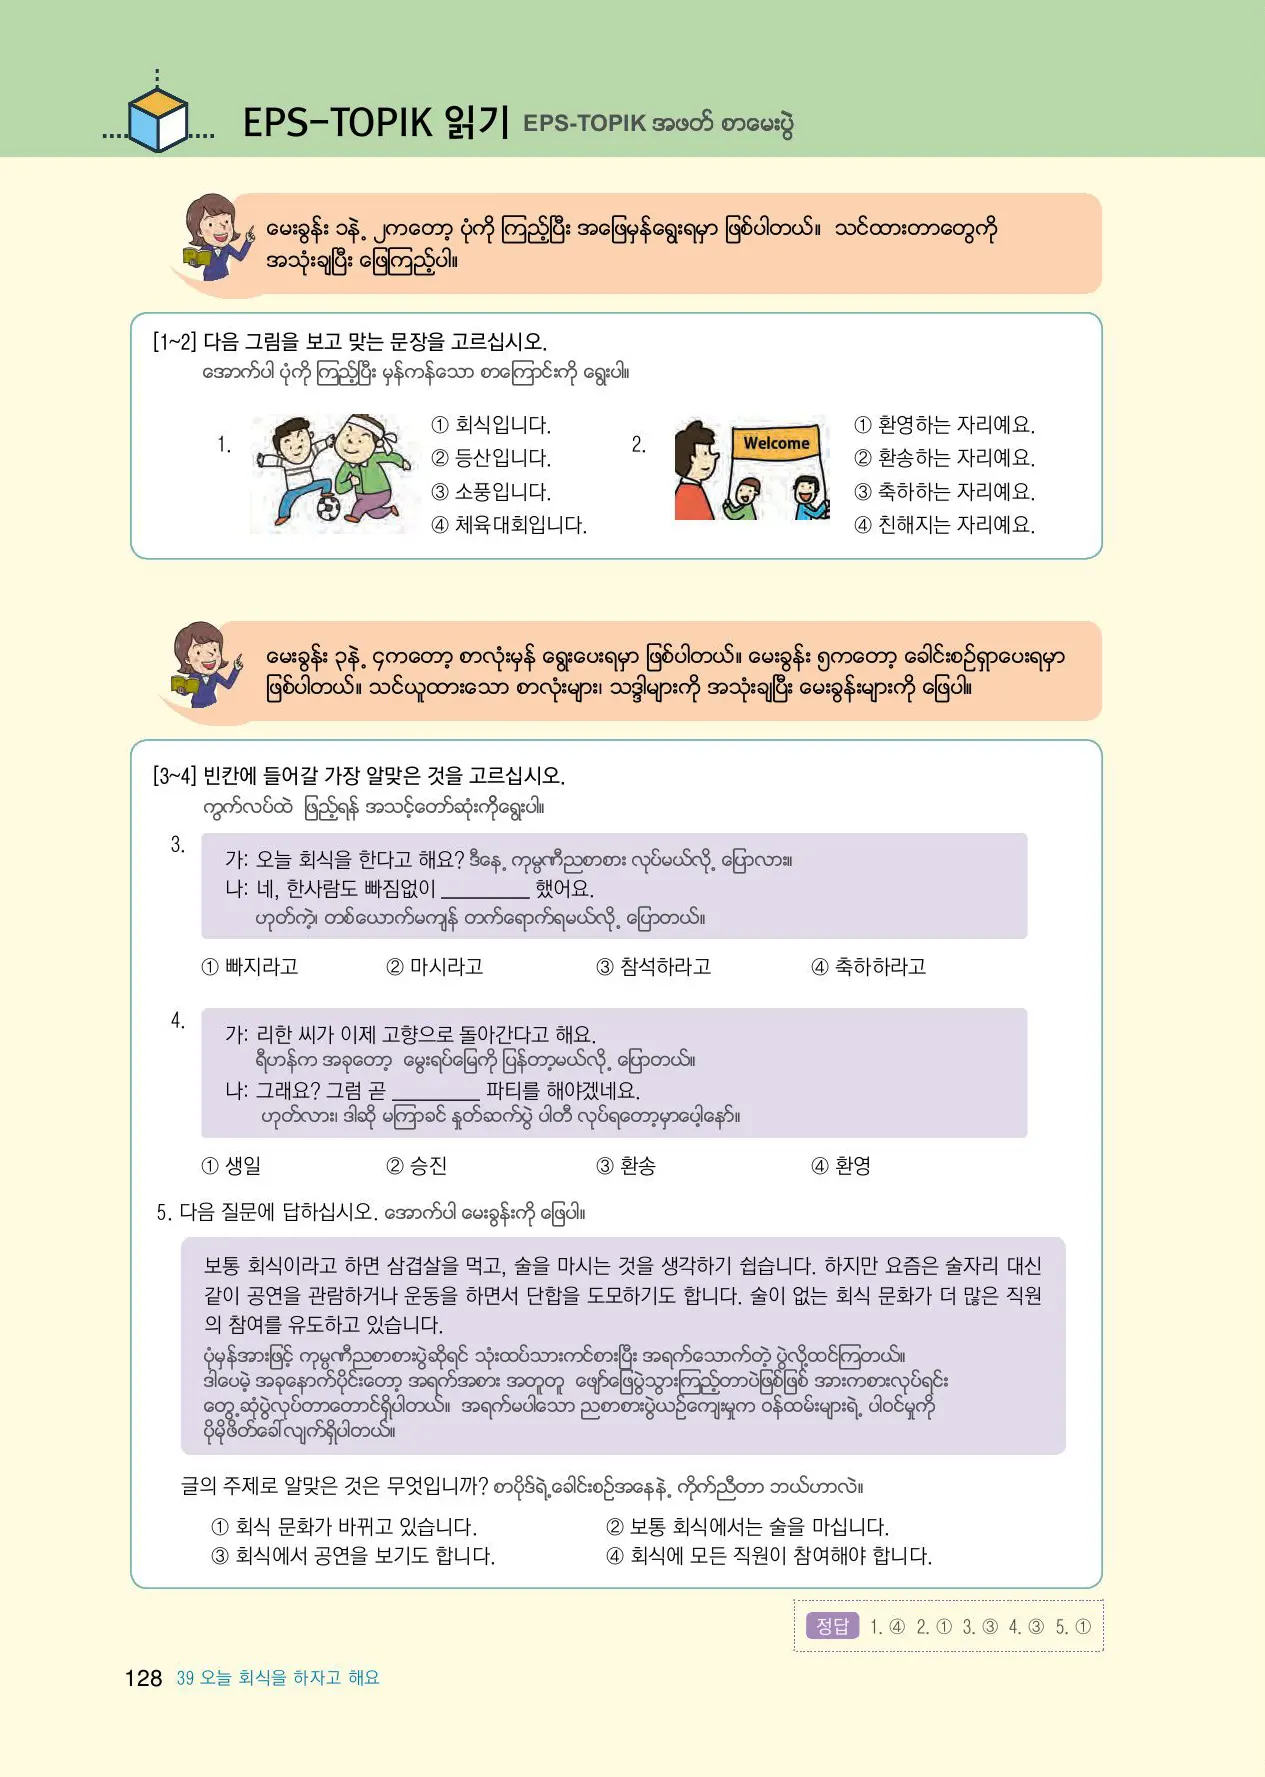 EPS-TOPIK 읽기 EPS-TOPIK အဖတ် စာမေးပွဲ
မေးခွန်း ၁နဲ့ ၂ကတော့ ပုံကို ကြည့်ပြီး အဖြေမှန်ရွေးရမှာ ဖြစ်ပါတယ်။ သင်ထားတာတွေကို
အသုံးချပြီး ဖြေကြည့်ပါ။
[1~2] 다음 그림을 보고 맞는 문장을 고르십시오.
အောက်ပါ ပုံကို ကြည့်ပြီး မှန်ကန်သော စာကြောင်းကို ရွေးပါ။
1.
① 회식입니다.
② 등산입니다.
③ 소풍입니다.
④ 체육대회입니다.
2.
Welcome
① 환영하는 자리예요.
② 환송하는 자리예요.
③ 축하하는 자리예요.
④ 친해지는 자리예요.
မေးခွန်း ၃နဲ့ ၄ကတော့ စာလုံးမှန် ရွေးပေးရမှာ ဖြစ်ပါတယ်။ မေးခွန်း ၅ကတော့ ခေါင်းစဉ်ရှာပေးရမှာ
ဖြစ်ပါတယ်။ သင်ယူထားသော စာလုံးများ၊ သဒ္ဒါများကို အသုံးချပြီး မေးခွန်းများကို ဖြေပါ။
[3~4] 빈칸에 들어갈 가장 알맞은 것을 고르십시오.
ကွက်လပ်ထဲ ဖြည့်ရန် အသင့်တော်ဆုံးကိုရွေးပါ။
3.
가: 오늘 회식을 한다고 해요? ဒီနေ့ ကုမ္ပဏီညစာစား လုပ်မယ်လို့ ပြောလား။
나: 네, 한사람도 빠짐없이 ________ 했어요.
ဟုတ်ကဲ့၊ တစ်ယောက်မကျန် တက်ရောက်ရမယ်လို့ ပြောတယ်။
① 빠지라고 ② 마시라고 ③ 참석하라고 ④ 축하하라고
4.
가: 리한 씨가 이제 고향으로 돌아간다고 해요.
ရီဟန်က အခုတော့ မွေးရပ်မြေကို ပြန်တာ့မယ်လို့ ပြောတယ်။
나: 그래요? 그럼 곧 ________ 파티를 해야겠네요.
ဟုတ်လား၊ ဒါဆို မကြာခင် နှုတ်ဆက်ပွဲ ပါတီ လုပ်ရတော့မှာပေါ့နော်။
① 생일 ② 승진 ③ 환송 ④ 환영
5. 다음 질문에 답하십시오. အောက်ပါ မေးခွန်းကို ဖြေပါ။
보통 회식이라고 하면 삼겹살을 먹고, 술을 마시는 것을 생각하기 쉽습니다. 하지만 요즘은 술자리 대신
같이 공연을 관람하거나 운동을 하면서 단합을 도모하기도 합니다. 술이 없는 회식 문화가 더 많은 직원
의 참여를 유도하고 있습니다.
ပုံမှန်အားဖြင့် ကုမ္ပဏီညစာစားပွဲဆိုရင် သုံးထပ်သားကင်စားပြီး အရက်သောက်တဲ့ ပွဲလို့ထင်ကြတယ်။
ဒါပေမဲ့ အခုနောက်ပိုင်းတော့ အရက်အစား အတူတူ ဖျော်ဖြေပွဲသွားကြည့်တာပဲဖြစ်ဖြစ် အားကစားလုပ်ရင်း
တွေ့ဆုံပွဲလုပ်တာတောင်ရှိပါတယ်။ အရက်မပါသော ညစာစားပွဲယဉ်ကျေးမှုက ဝန်ထမ်းများရဲ့ ပါဝင်မှုကို
ပိုမိုဖိတ်ခေါ်လျက်ရှိပါတယ်။
글의 주제로 알맞은 것은 무엇입니까? စာပိုဒ်ရဲ့ခေါင်းစဉ်အနေနဲ့ ကိုက်ညီတာ ဘယ်ဟာလဲ။
① 회식 문화가 바뀌고 있습니다. ② 보통 회식에서는 술을 마십니다.
③ 회식에서 공연을 보기도 합니다. ④ 회식에 모든 직원이 참여해야 합니다.
정답 1. ④ 2. ① 3. ③ 4. ③ 5. ①
128 39 오늘 회식을 하자고 해요